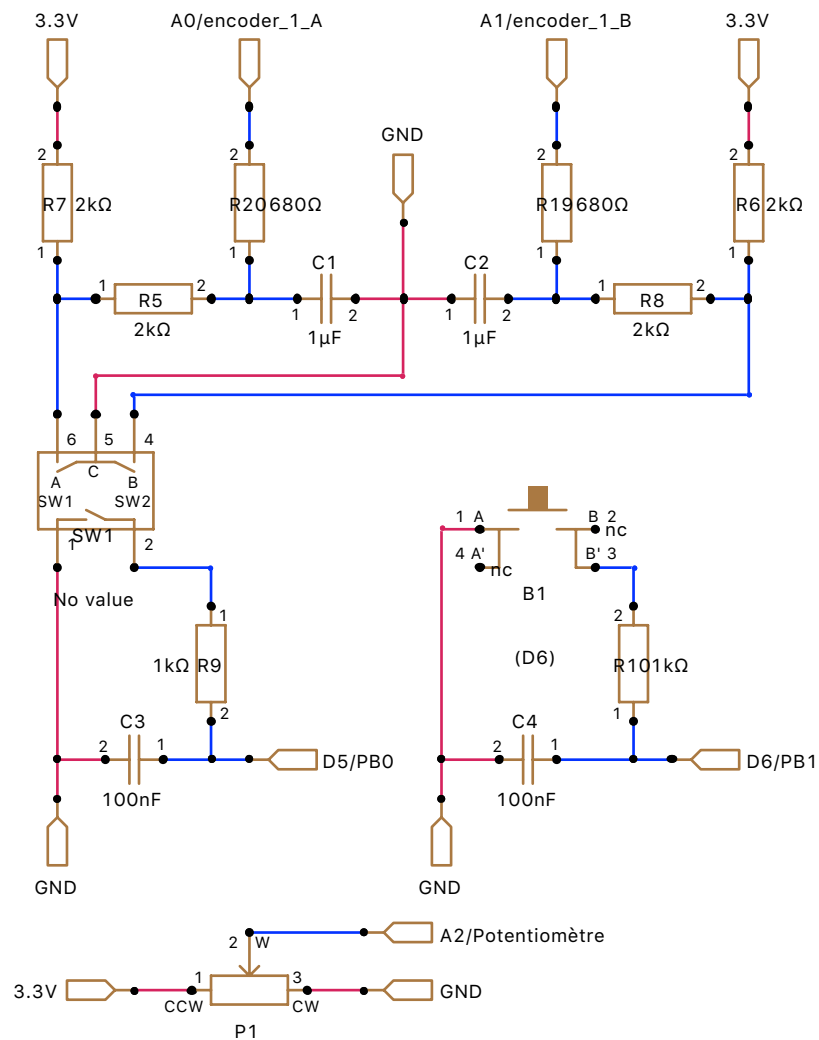 3.3V A0/encoder_1_A A1/encoder_1_B 3.3V
GND
2 2 2 2
R7 2kΩ R20 680Ω R19 680Ω R6 2kΩ
1 1 1 1
C1 C2
1 R5 2 1 2 1 2 1 R8 2
2kΩ 1µF 1µF 2kΩ
6 5 4
A C B
SW1 SW2
SW1
1 2
No value
1 A B 2
nc
4 A' nc B' 3
B1
1 2
1kΩ R9 (D6) R10 1kΩ
2 1
C3 C4
2 1 D5/PB0 2 1 D6/PB1
100nF 100nF
GND GND
2 W A2/Potentiomètre
3.3V 1 3 GND
CCW CW
P1